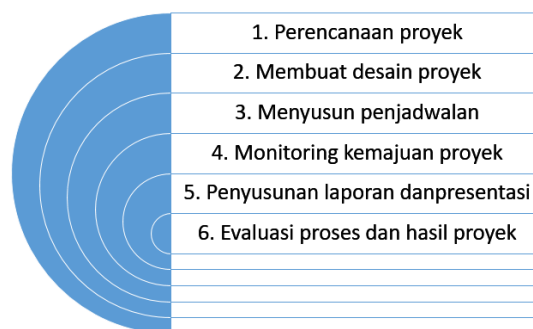 1. Perencanaan proyek
2. Membuat desain proyek
3. Menyusun penjadwalan
4. Monitoring kemajuan proyek
5. Penyusunan laporan danpresentasi
6. Evaluasi proses dan hasil proyek